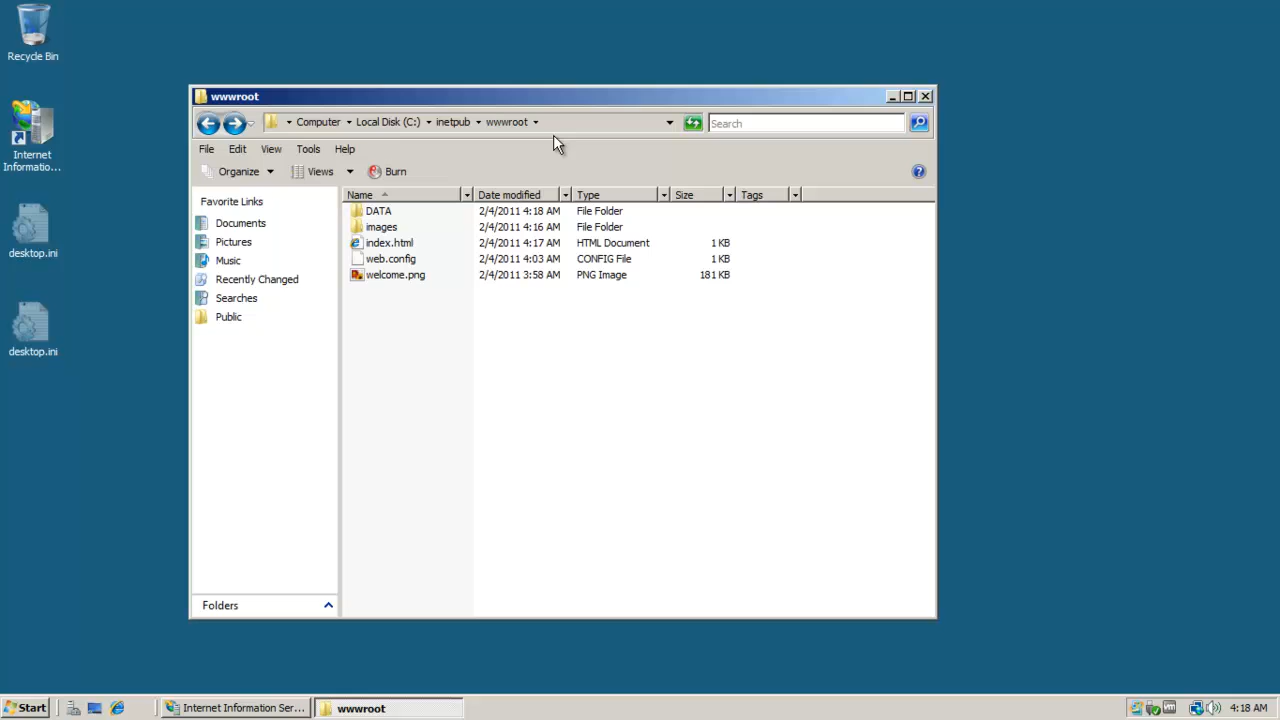 Recycle Bin
Internet
Informatio...
desktop.ini
desktop.ini
wwwroot
Computer Local Disk (C:) inetpub wwwroot
Search
File Edit View Tools Help
Organize Views Burn
Favorite Links
Documents
Pictures
Music
Recently Changed
Searches
Public
Folders
Name Date modified Type Size Tags
DATA 2/4/2011 4:18 AM File Folder
images 2/4/2011 4:16 AM File Folder
index.html 2/4/2011 4:17 AM HTML Document 1 KB
web.config 2/4/2011 4:03 AM CONFIG File 1 KB
welcome.png 2/4/2011 3:58 AM PNG Image 181 KB
Start Internet Information Ser... wwwroot 4:18 AM